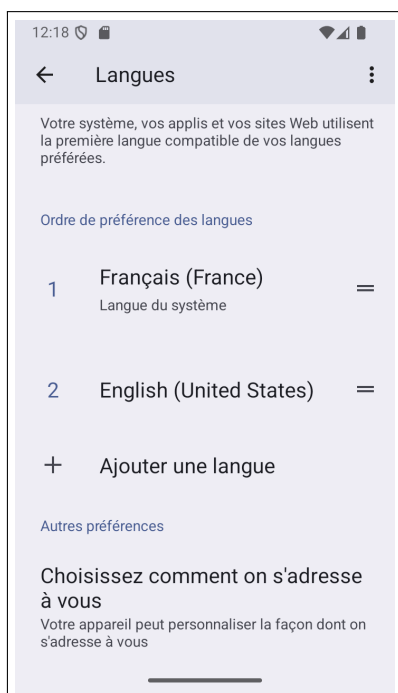 12:18
Langues
Votre système, vos applis et vos sites Web utilisent
la première langue compatible de vos langues
préférées.
Ordre de préférence des langues
1
Français (France)
Langue du système
2
English (United States)
Ajouter une langue
Autres préférences
Choisissez comment on s'adresse
à vous
Votre appareil peut personnaliser la façon dont on
s'adresse à vous